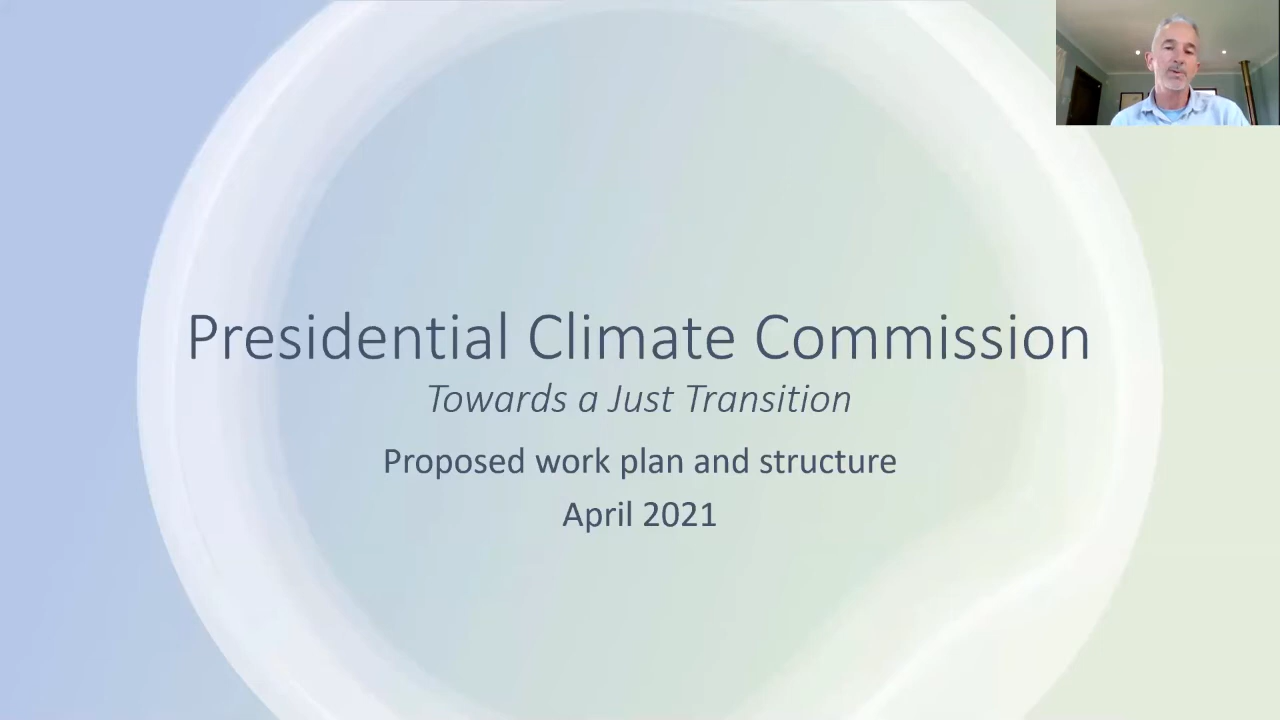 Presidential Climate Commission
Towards a Just Transition
Proposed work plan and structure
April 2021